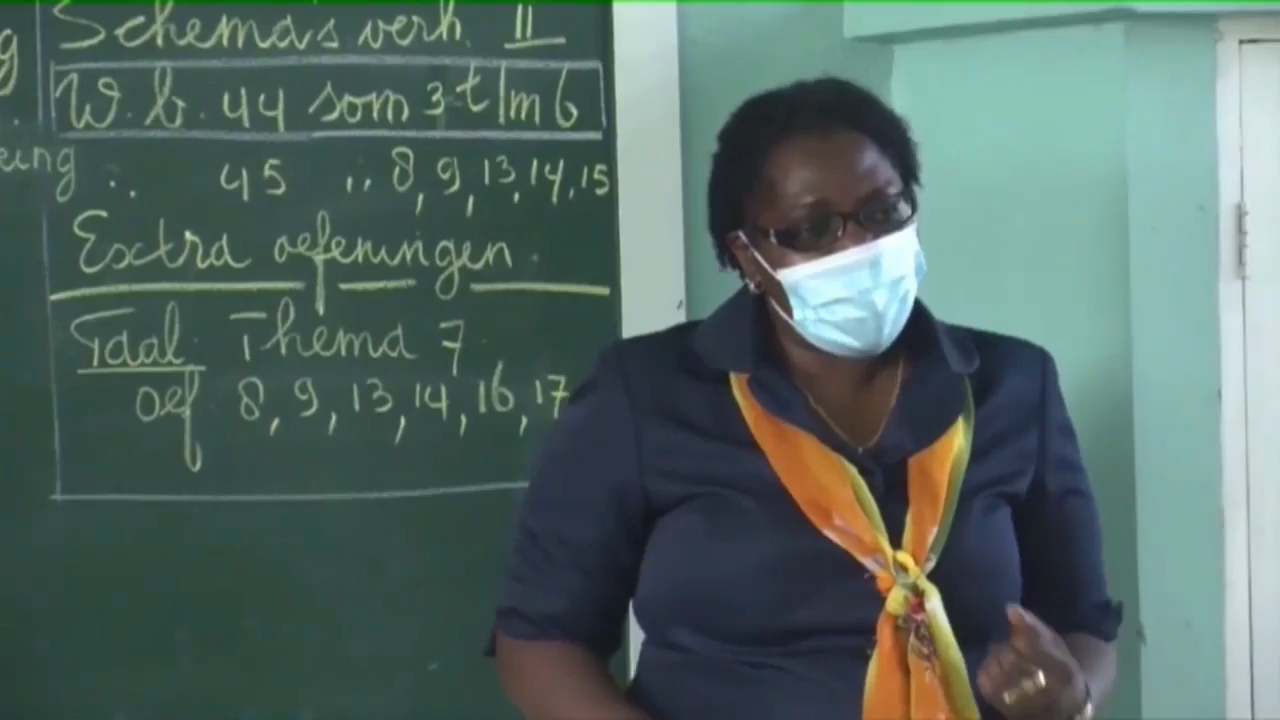 Schema's verh. II
W.b. 44 som 3 t/m 6
45 ,, 8, 9, 13, 14, 15
Extra oefeningen
Taal Thema 7
oef 8, 9, 13, 14, 16, 17